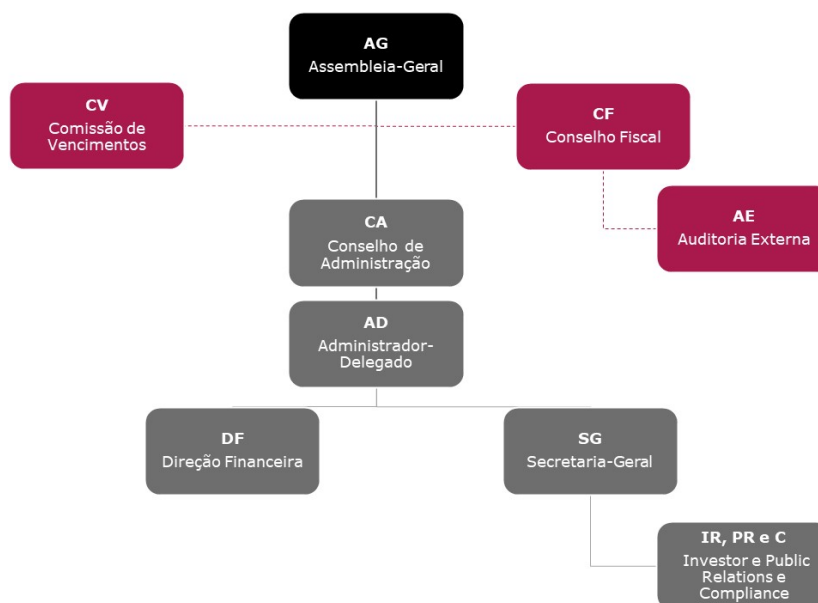 AG
Assembleia-Geral
CV
Comissão de
Vencimentos
CF
Conselho Fiscal
AE
Auditoria Externa
CA
Conselho de
Administração
AD
Administrador-
Delegado
DF
Direção Financeira
SG
Secretaria-Geral
IR, PR e C
Investor e Public
Relations e
Compliance